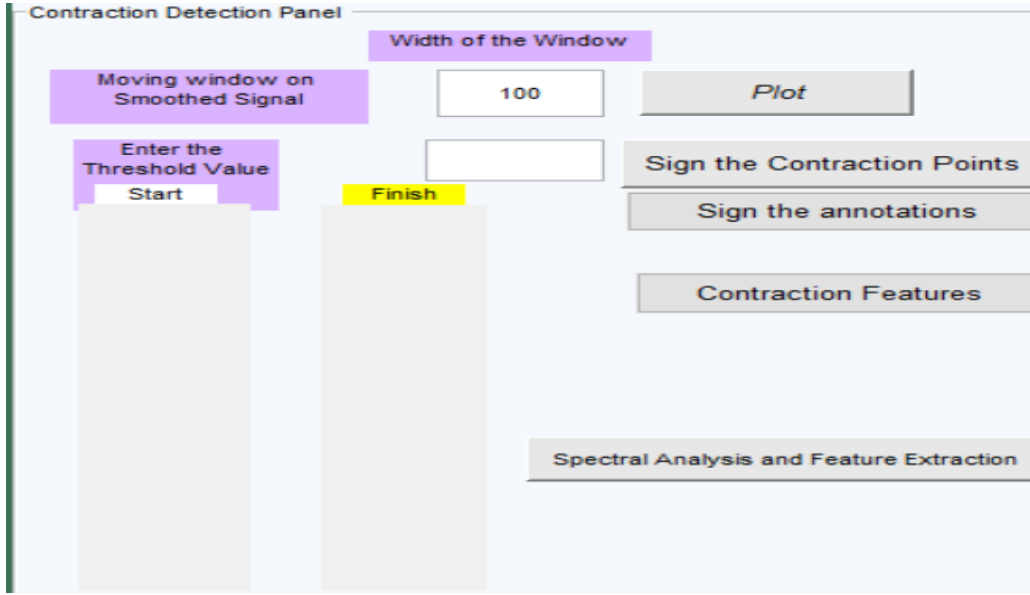 Contraction Detection Panel
Width of the Window
Moving window on
Smoothed Signal
100
Plot
Enter the
Threshold Value
Sign the Contraction Points
Start
Finish
Sign the annotations
Contraction Features
Spectral Analysis and Feature Extraction